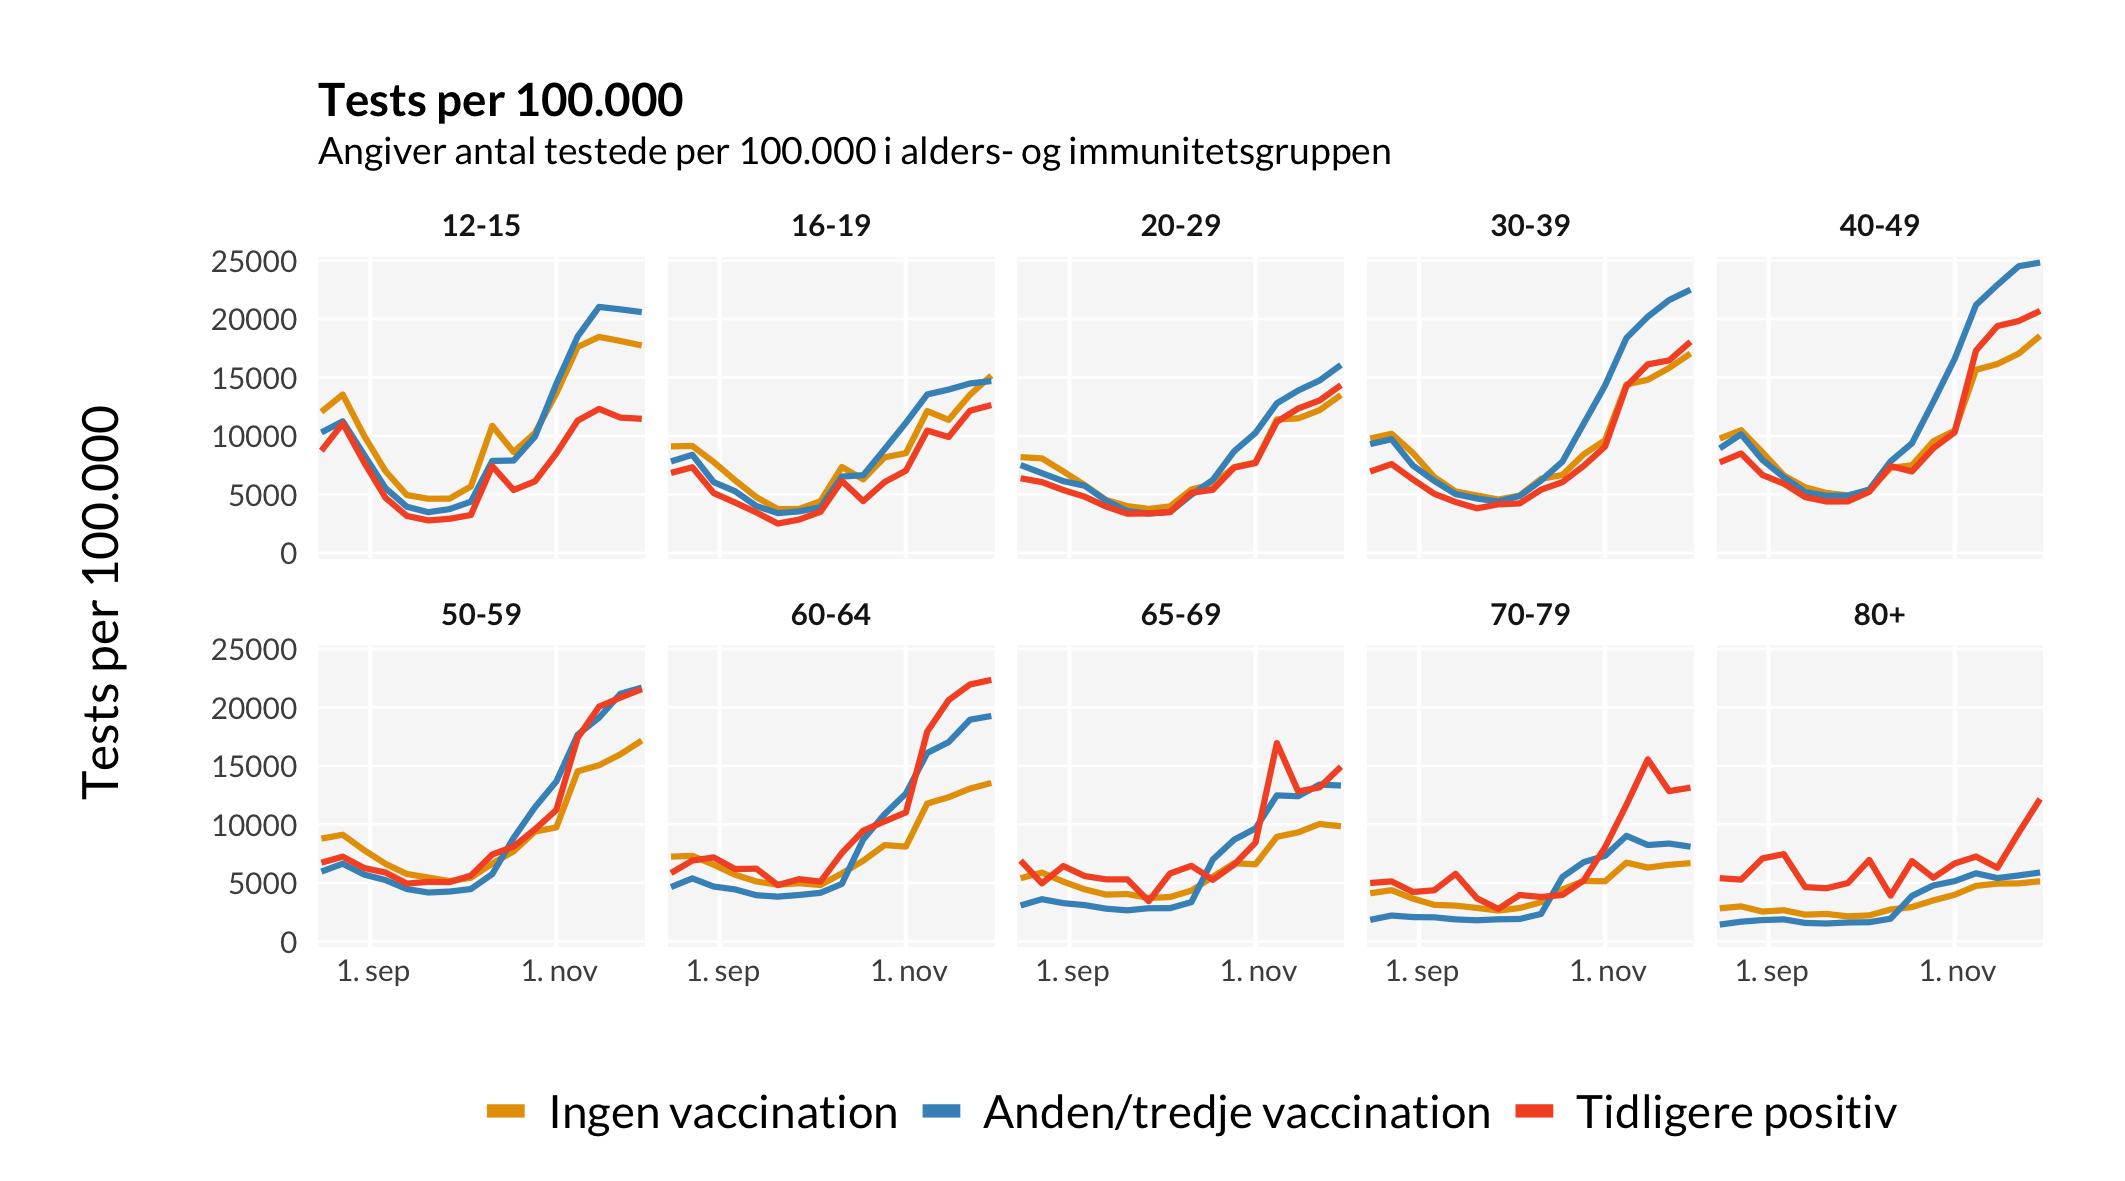 Tests per 100.000
Angiver antal testede per 100.000 i alders- og immunitetsgruppen
12-15 16-19 20-29 30-39 40-49
25000
20000
15000
10000
5000
0
Tests per 100.000
50-59 60-64 65-69 70-79 80+
25000
20000
15000
10000
5000
0
1. sep 1. nov 1. sep 1. nov 1. sep 1. nov 1. sep 1. nov 1. sep 1. nov
Ingen vaccination Anden/tredje vaccination Tidligere positiv